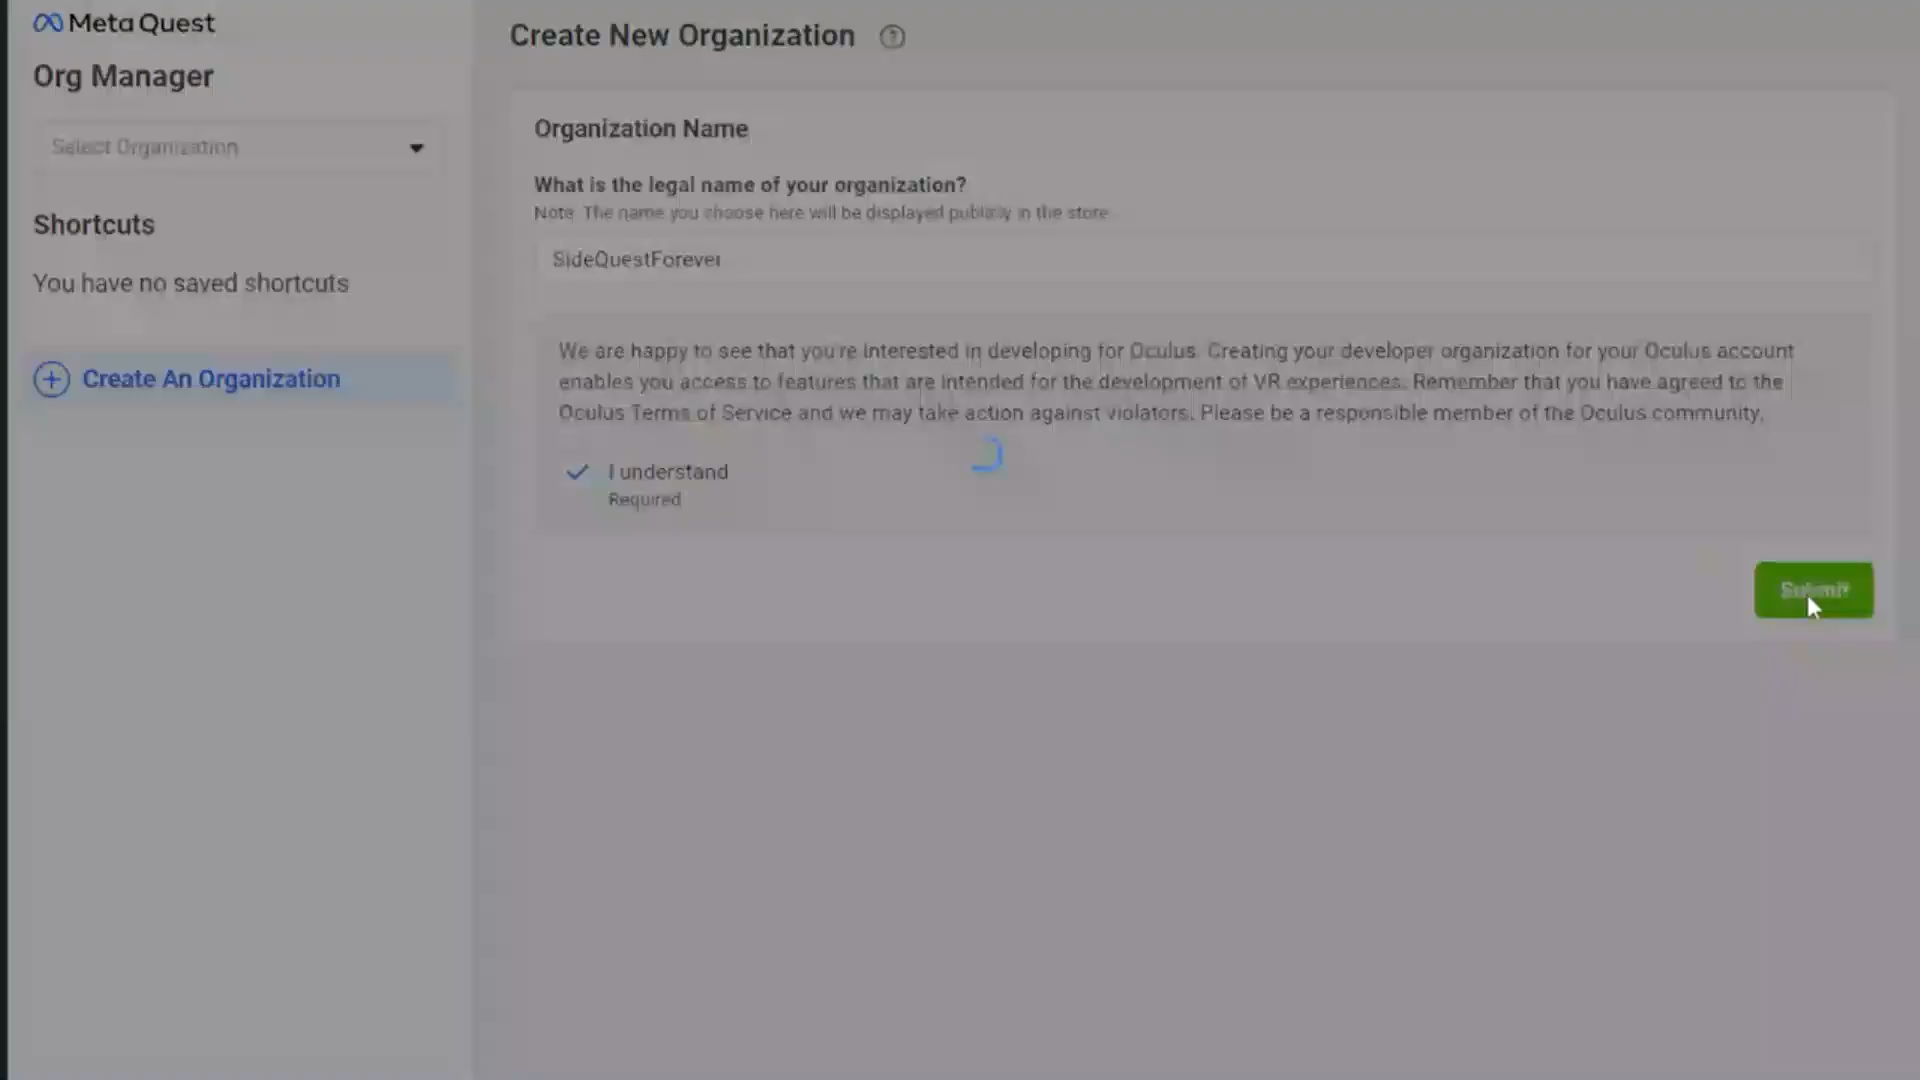 Meta Quest
Org Manager
Select Organization
Shortcuts
You have no saved shortcuts
Create An Organization
Create New Organization
Organization Name
What is the legal name of your organization?
Note: The name you choose here will be displayed publicly in the store.
SideQuestForever
We are happy to see that you're interested in developing for Oculus. Creating your developer organization for your Oculus account
enables you access to features that are intended for the development of VR experiences. Remember that you have agreed to the
Oculus Terms of Service and we may take action against violators. Please be a responsible member of the Oculus community.
I understand
Required
Submit